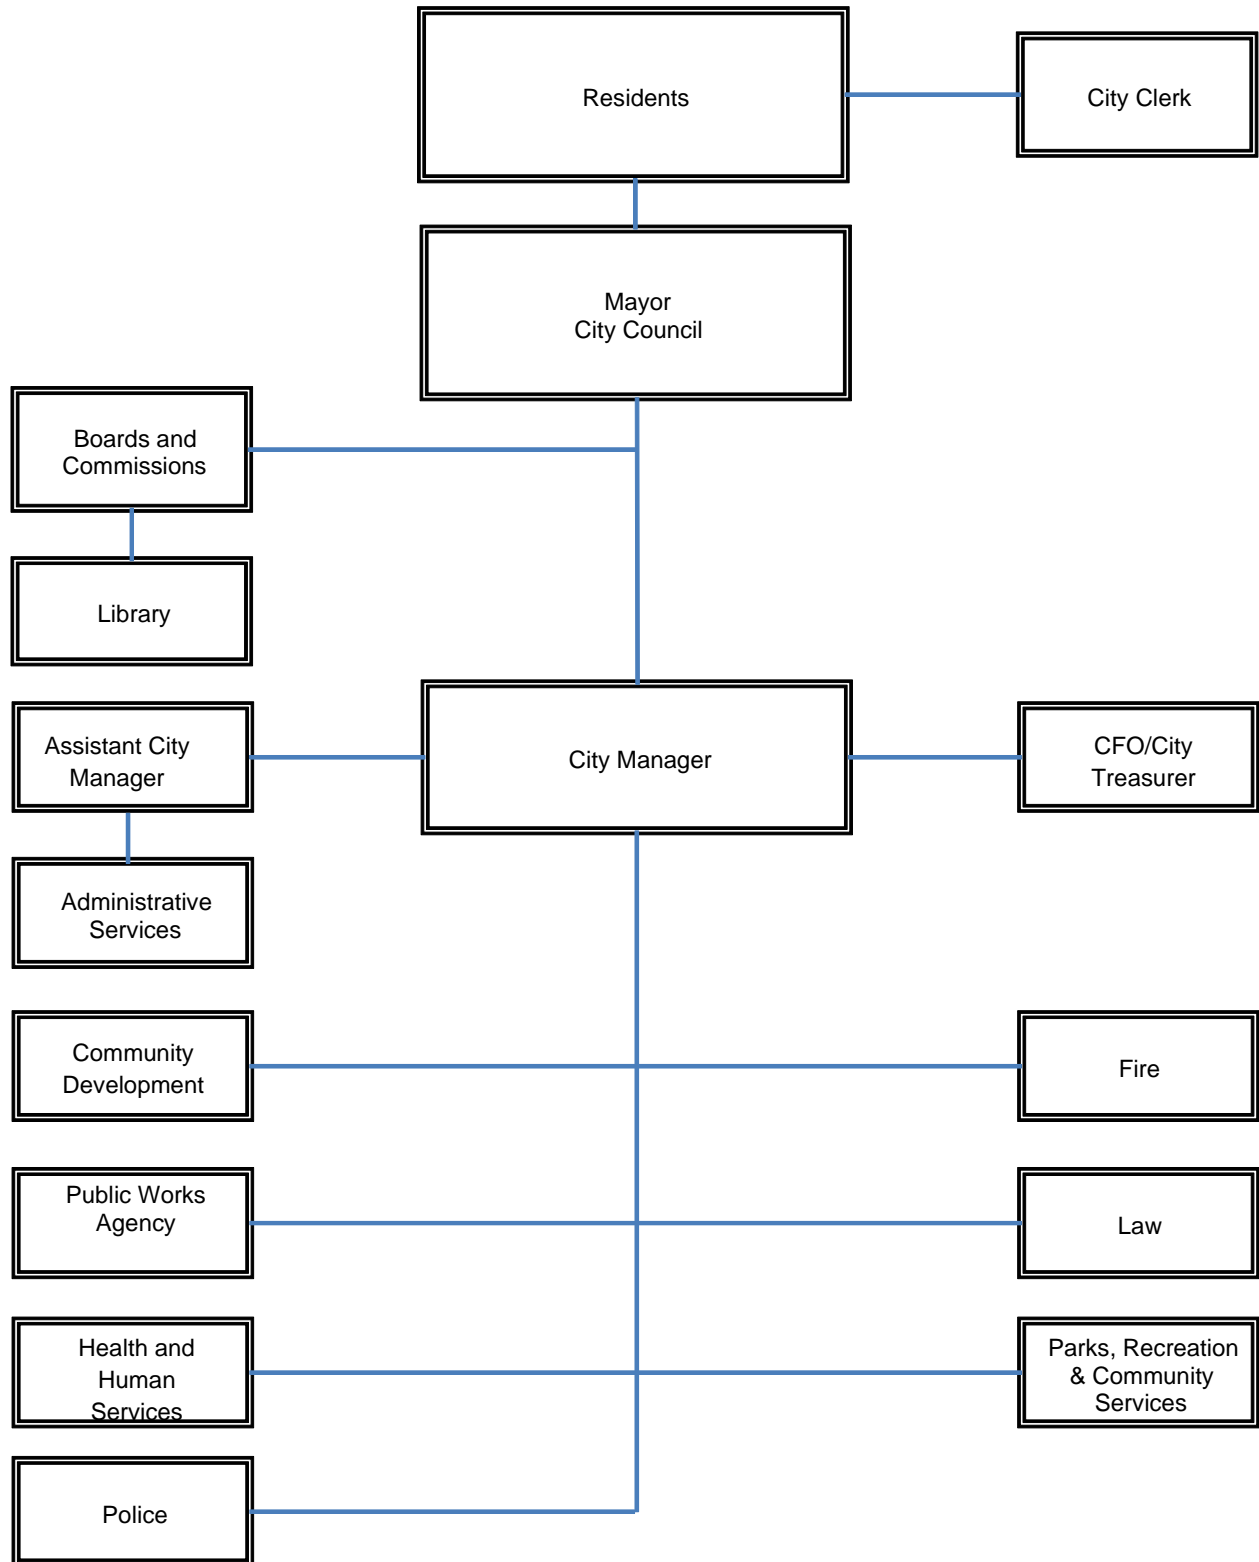 Residents
City Clerk
Mayor
City Council
Boards and
Commissions
Library
Assistant City
Manager
City Manager
CFO/City
Treasurer
Administrative
Services
Community
Development
Fire
Public Works
Agency
Law
Health and
Human
Services
Parks, Recreation
& Community
Services
Police